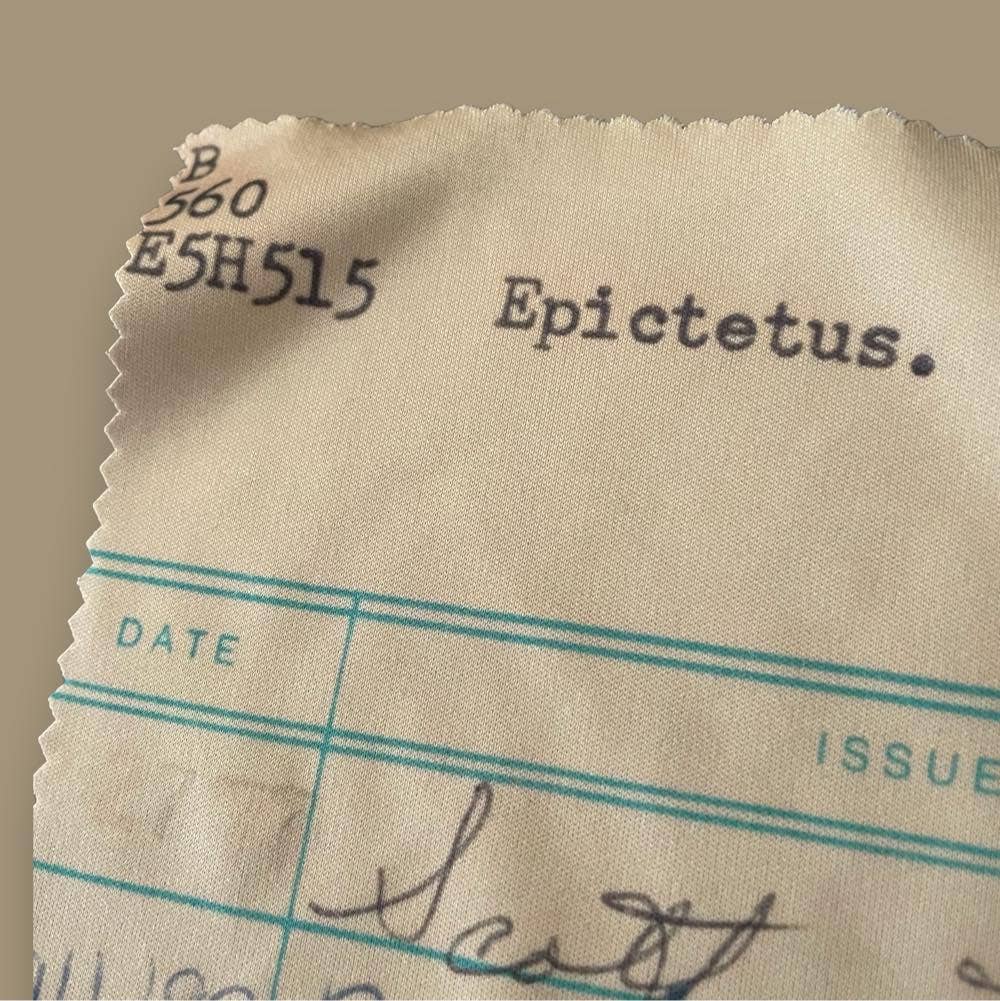 B
560
E5H515 Epictetus.
DATE
ISSUE
Scott